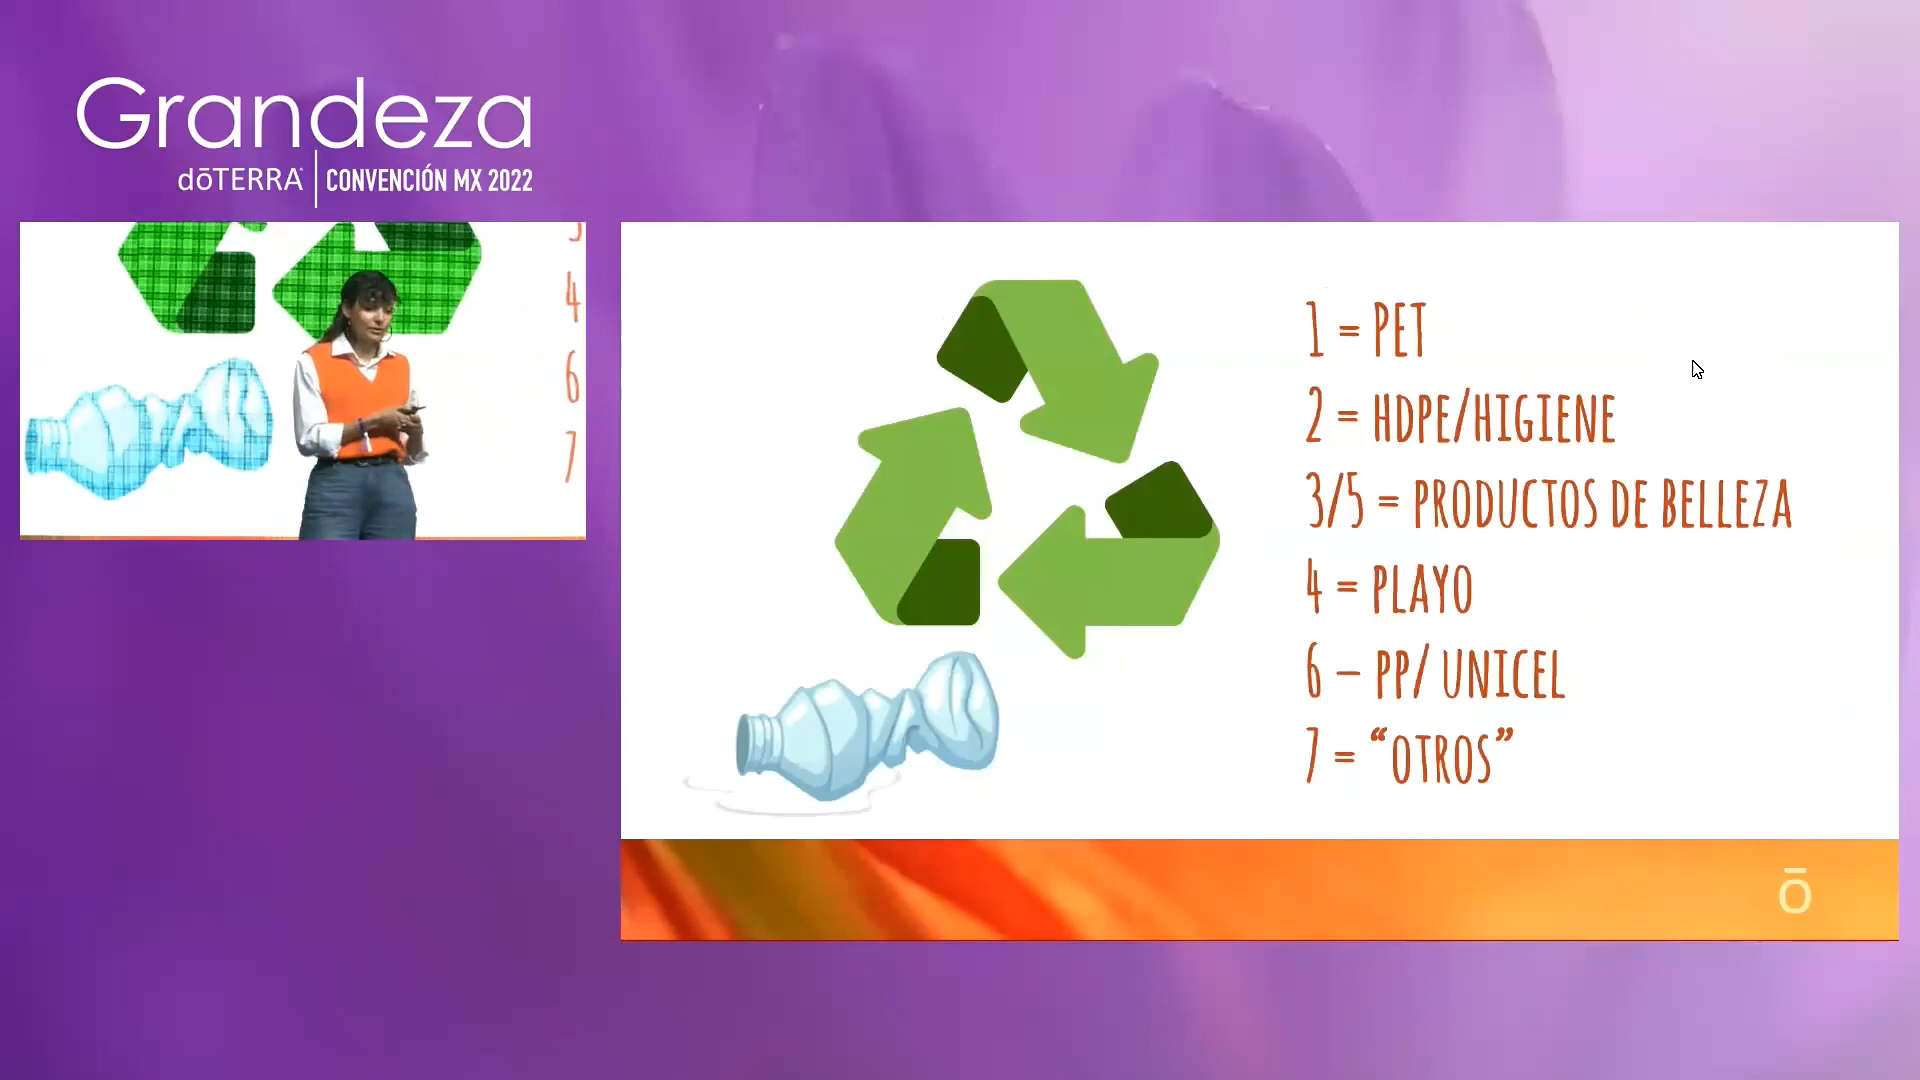 Grandeza
dōTERRA | CONVENCIÓN MX 2022
3
4
6
7
1 = PET
2 = HDPE/HIGIENE
3/5 = PRODUCTOS DE BELLEZA
4 = PLAYO
6 – PP/ UNICEL
7 = “OTROS”
ō